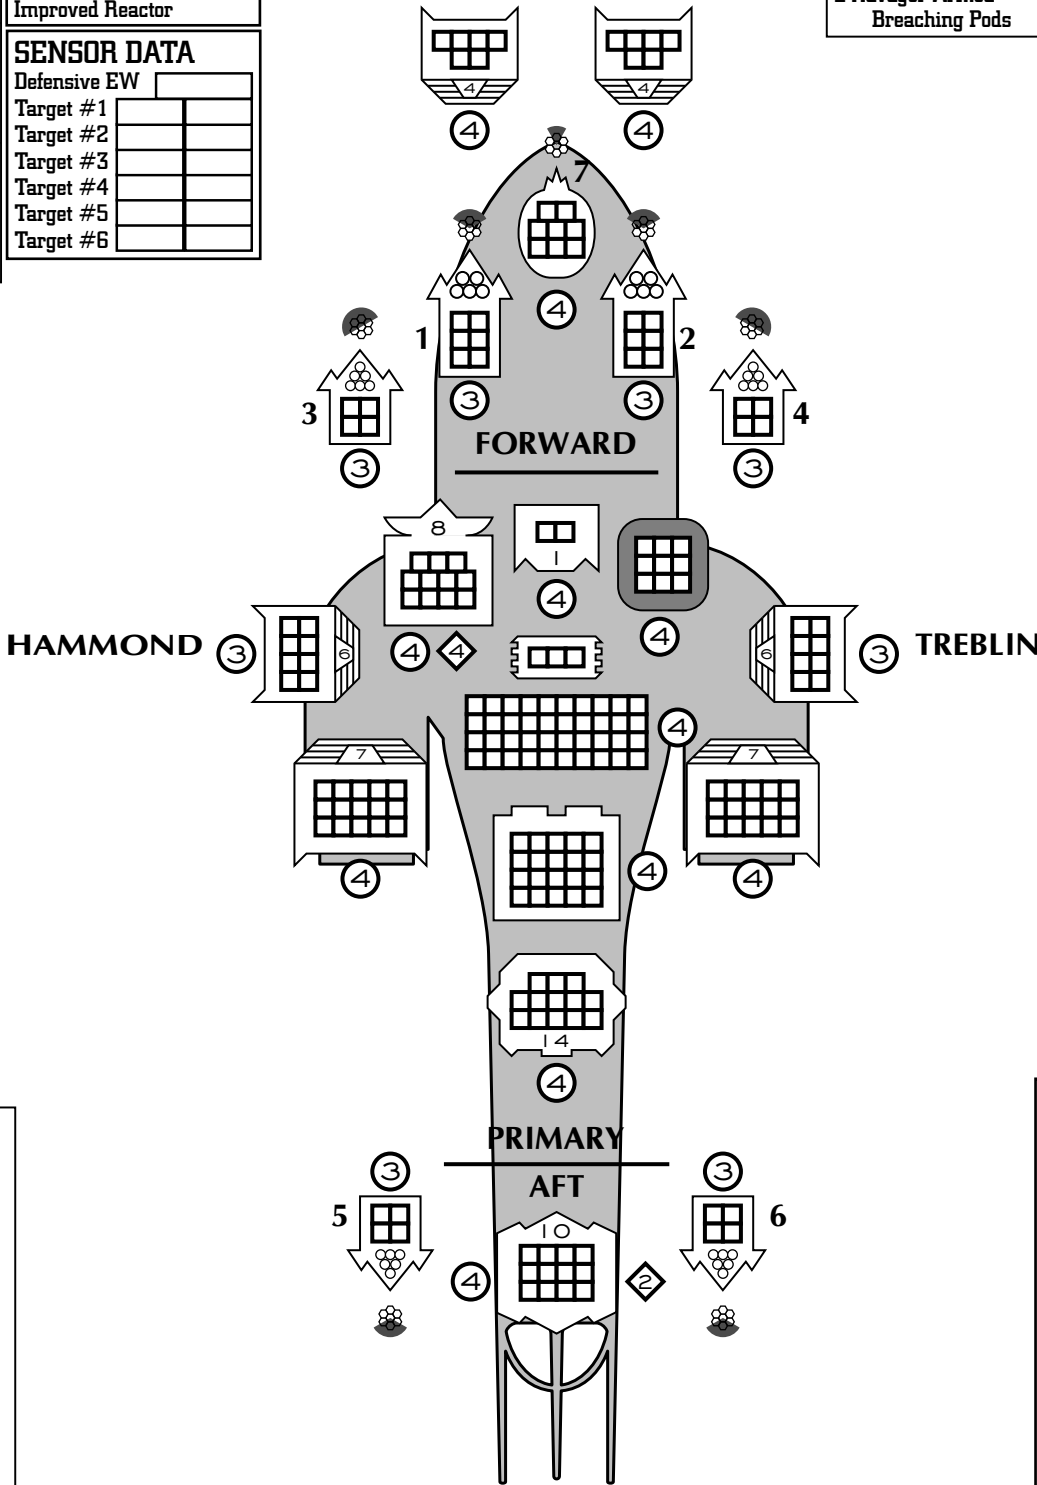 Improved Reactor
Breaching Pods
SENSOR DATA
Defensive EW
Target #1
Target #2
Target #3
Target #4
Target #5
Target #6
4 4
4 4
7
4
1 2
3 3
3 4
3 3
FORWARD
8
1
4
4 4
4
HAMMOND 3 6
6 3 TREBLIN
4
7 7
4 4
4
14
4
PRIMARY
AFT
3 3
5 6
10
4 2